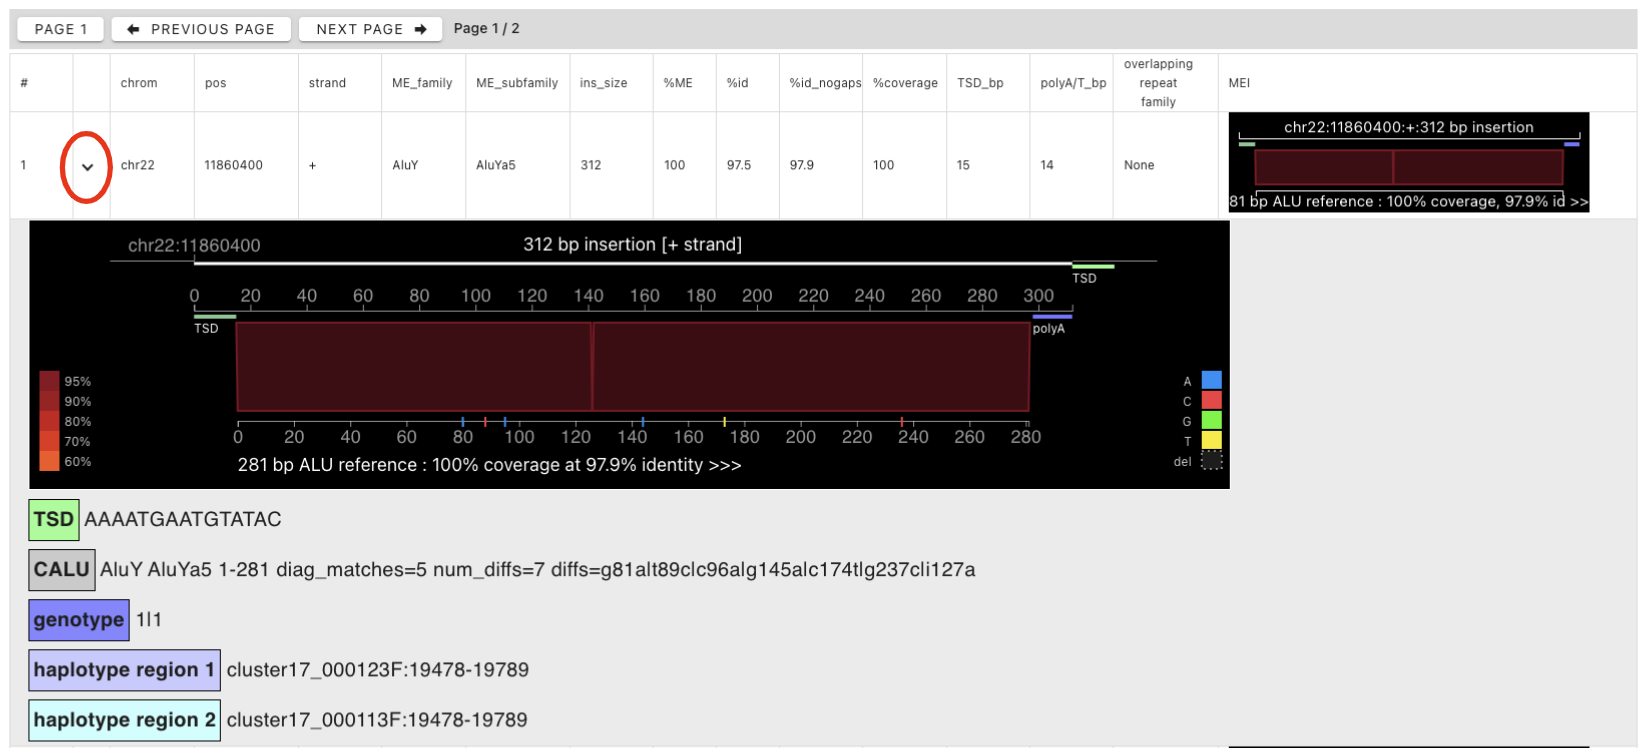 PAGE 1 PREVIOUS PAGE NEXT PAGE Page 1 / 2
# chrom pos strand ME_family ME_subfamily ins_size %ME %id %id_nogaps %coverage TSD_bp polyA/T_bp overlapping repeat family MEI
1 chr22 11860400 + AluY AluYa5 312 100 97.5 97.9 100 15 14 None
chr22:11860400:+:312 bp insertion
81 bp ALU reference : 100% coverage, 97.9% id >>
chr22:11860400 312 bp insertion [+ strand]
TSD
0 20 40 60 80 100 120 140 160 180 200 220 240 260 280 300
TSD polyA
95%
90%
80%
70%
60%
A
C
G
T
del
0 20 40 60 80 100 120 140 160 180 200 220 240 260 280
281 bp ALU reference : 100% coverage at 97.9% identity >>>
TSD AAAATGAATGTATAC
CALU AluY AluYa5 1-281 diag_matches=5 num_diffs=7 diffs=g81alt89clc96alg145alc174tlg237cli127a
genotype 1|1
haplotype region 1 cluster17_000123F:19478-19789
haplotype region 2 cluster17_000113F:19478-19789